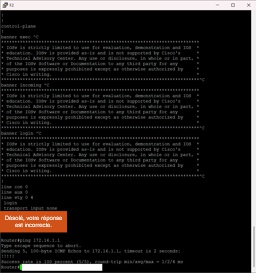 F2
!
!
control-plane
!
banner exec ^C
**************************************************************************
* IOSv is strictly limited to use for evaluation, demonstration and IOS  *
* education. IOSv is provided as-is and is not supported by Cisco's      *
* Technical Advisory Center. Any use or disclosure, in whole or in part, *
* of the IOSv Software or Documentation to any third party for any       *
* purposes is expressly prohibited except as otherwise authorized by     *
* Cisco in writing.                                                      *
**************************************************************************^C
banner incoming ^C
**************************************************************************
* IOSv is strictly limited to use for evaluation, demonstration and IOS  *
* education. IOSv is provided as-is and is not supported by Cisco's      *
* Technical Advisory Center. Any use or disclosure, in whole or in part, *
* of the IOSv Software or Documentation to any third party for any       *
* purposes is expressly prohibited except as otherwise authorized by     *
* Cisco in writing.                                                      *
**************************************************************************^C
banner login ^C
**************************************************************************
* IOSv is strictly limited to use for evaluation, demonstration and IOS  *
* education. IOSv is provided as-is and is not supported by Cisco's      *
* Technical Advisory Center. Any use or disclosure, in whole or in part, *
* of the IOSv Software or Documentation to any third party for any       *
* purposes is expressly prohibited except as otherwise authorized by     *
* Cisco in writing.                                                      *
**************************************************************************^C
!
line con 0
line aux 0
line vty 0 4
login
transport input none
Désolé, votre réponse
est incorrecte.
Router#ping 172.16.1.1
Type escape sequence to abort.
Sending 5, 100-byte ICMP Echos to 172.16.1.1, timeout is 2 seconds:
!!!!!
Success rate is 100 percent (5/5), round-trip min/avg/max = 1/2/8 ms
Router#